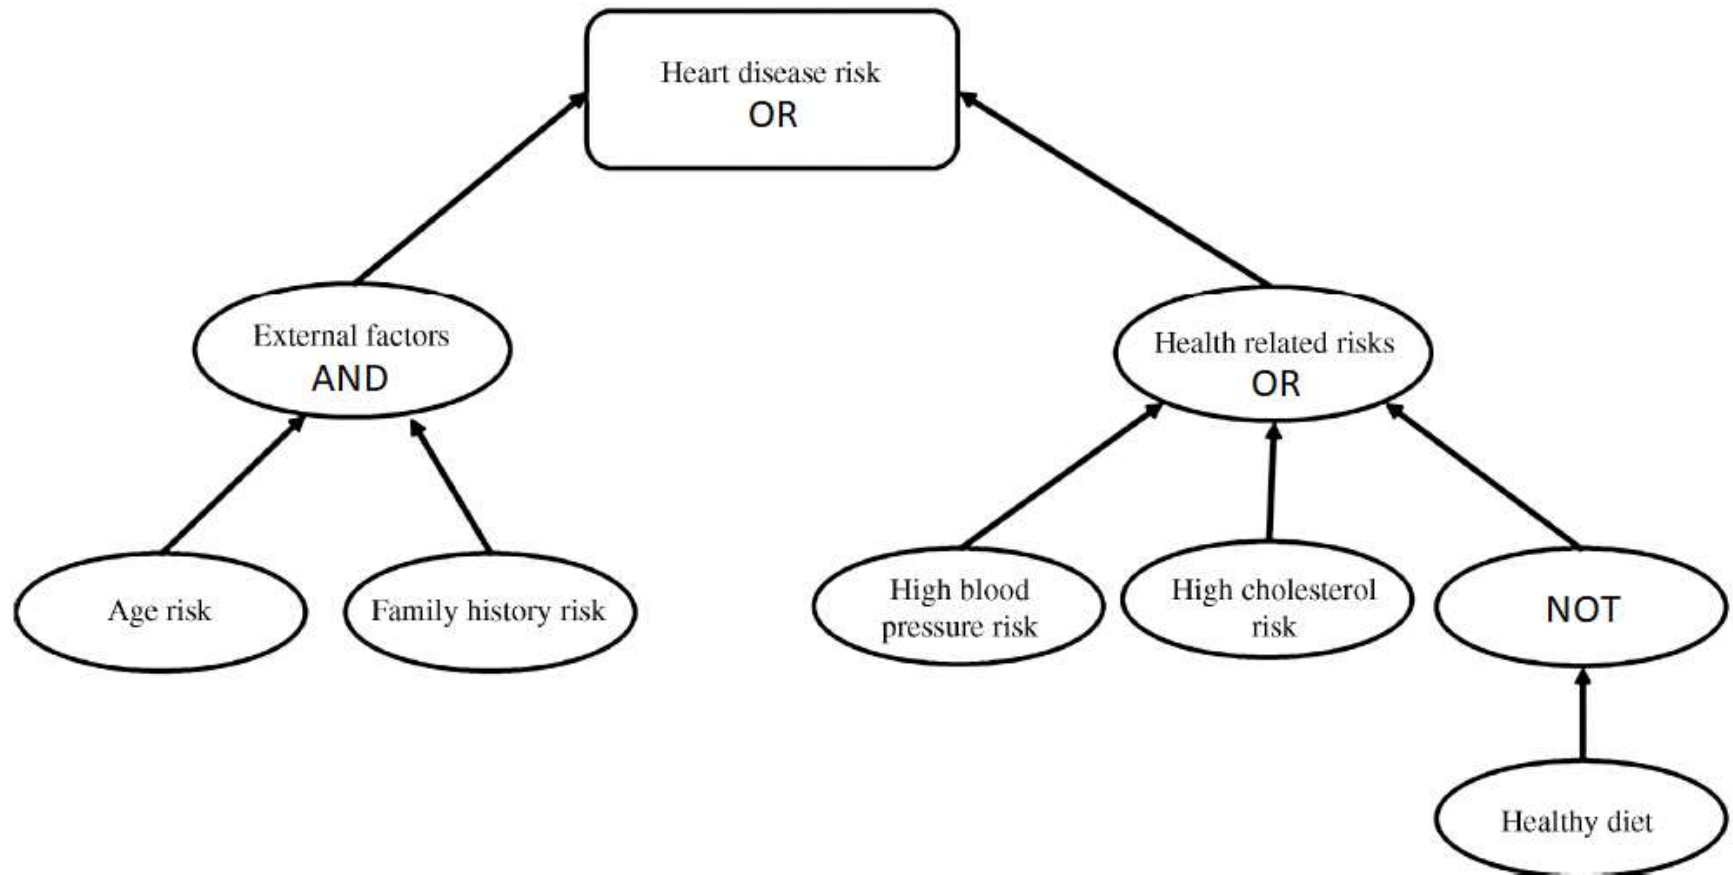 Heart disease risk
OR
External factors
AND
Health related risks
OR
Age risk
Family history risk
High blood
pressure risk
High cholesterol
risk
NOT
Healthy diet